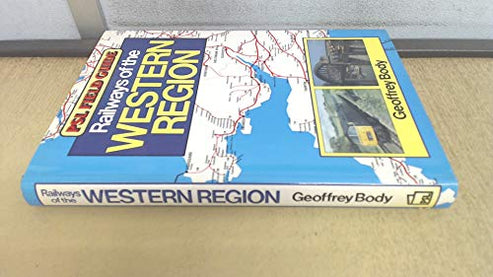 PSL FIELD GUIDE
Railways of the
WESTERN
REGION
Geoffrey Body
Railways
of the
WESTERN REGION
Geoffrey Body